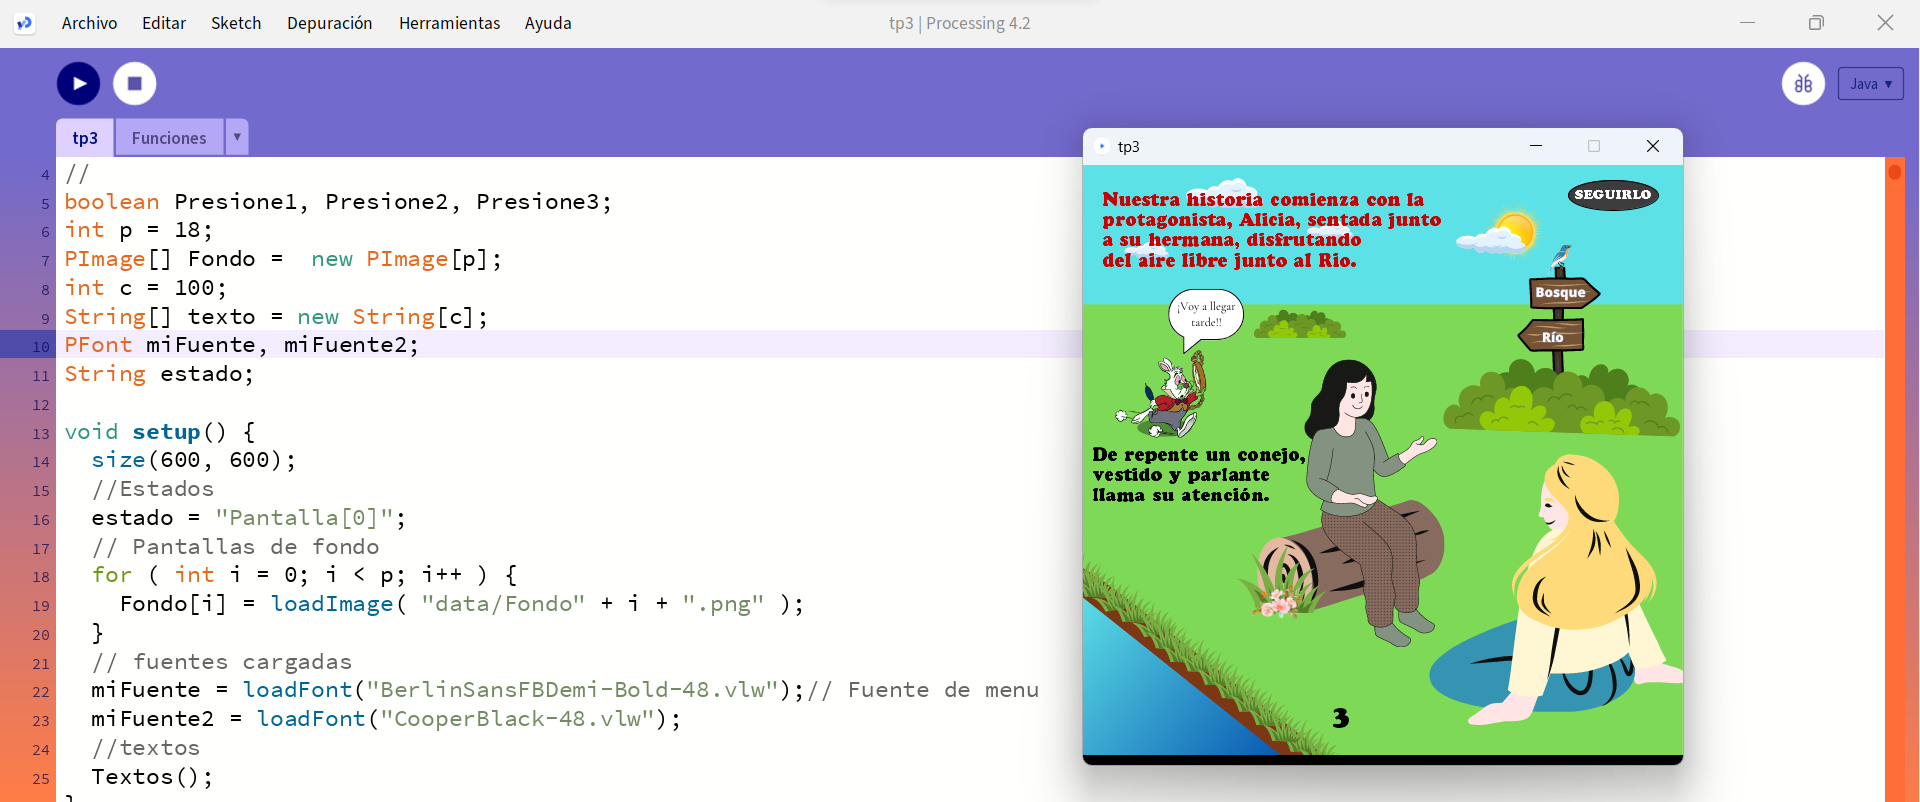 Archivo Editar Sketch Depuración Herramientas Ayuda
tp3 | Processing 4.2
Java ▾
tp3 Funciones ▾
4 //
5 boolean Presione1, Presione2, Presione3;
6 int p = 18;
7 PImage[] Fondo =  new PImage[p];
8 int c = 100;
9 String[] texto = new String[c];
10 PFont miFuente, miFuente2;
11 String estado;
12
13 void setup() {
14   size(600, 600);
15   //Estados
16   estado = "Pantalla[0]";
17   // Pantallas de fondo
18   for ( int i = 0; i < p; i++ ) {
19     Fondo[i] = loadImage( "data/Fondo" + i + ".png" );
20   }
21   // fuentes cargadas
22   miFuente = loadFont("BerlinSansFBDemi-Bold-48.vlw");// Fuente de menu
23   miFuente2 = loadFont("CooperBlack-48.vlw");
24   //textos
25   Textos();
tp3
Nuestra historia comienza con la
protagonista, Alicia, sentada junto
a su hermana, disfrutando
del aire libre junto al Rio.
SEGUIRLO
Bosque
Río
¡Voy a llegar
tarde!!
De repente un conejo,
vestido y parlante
llama su atención.
3